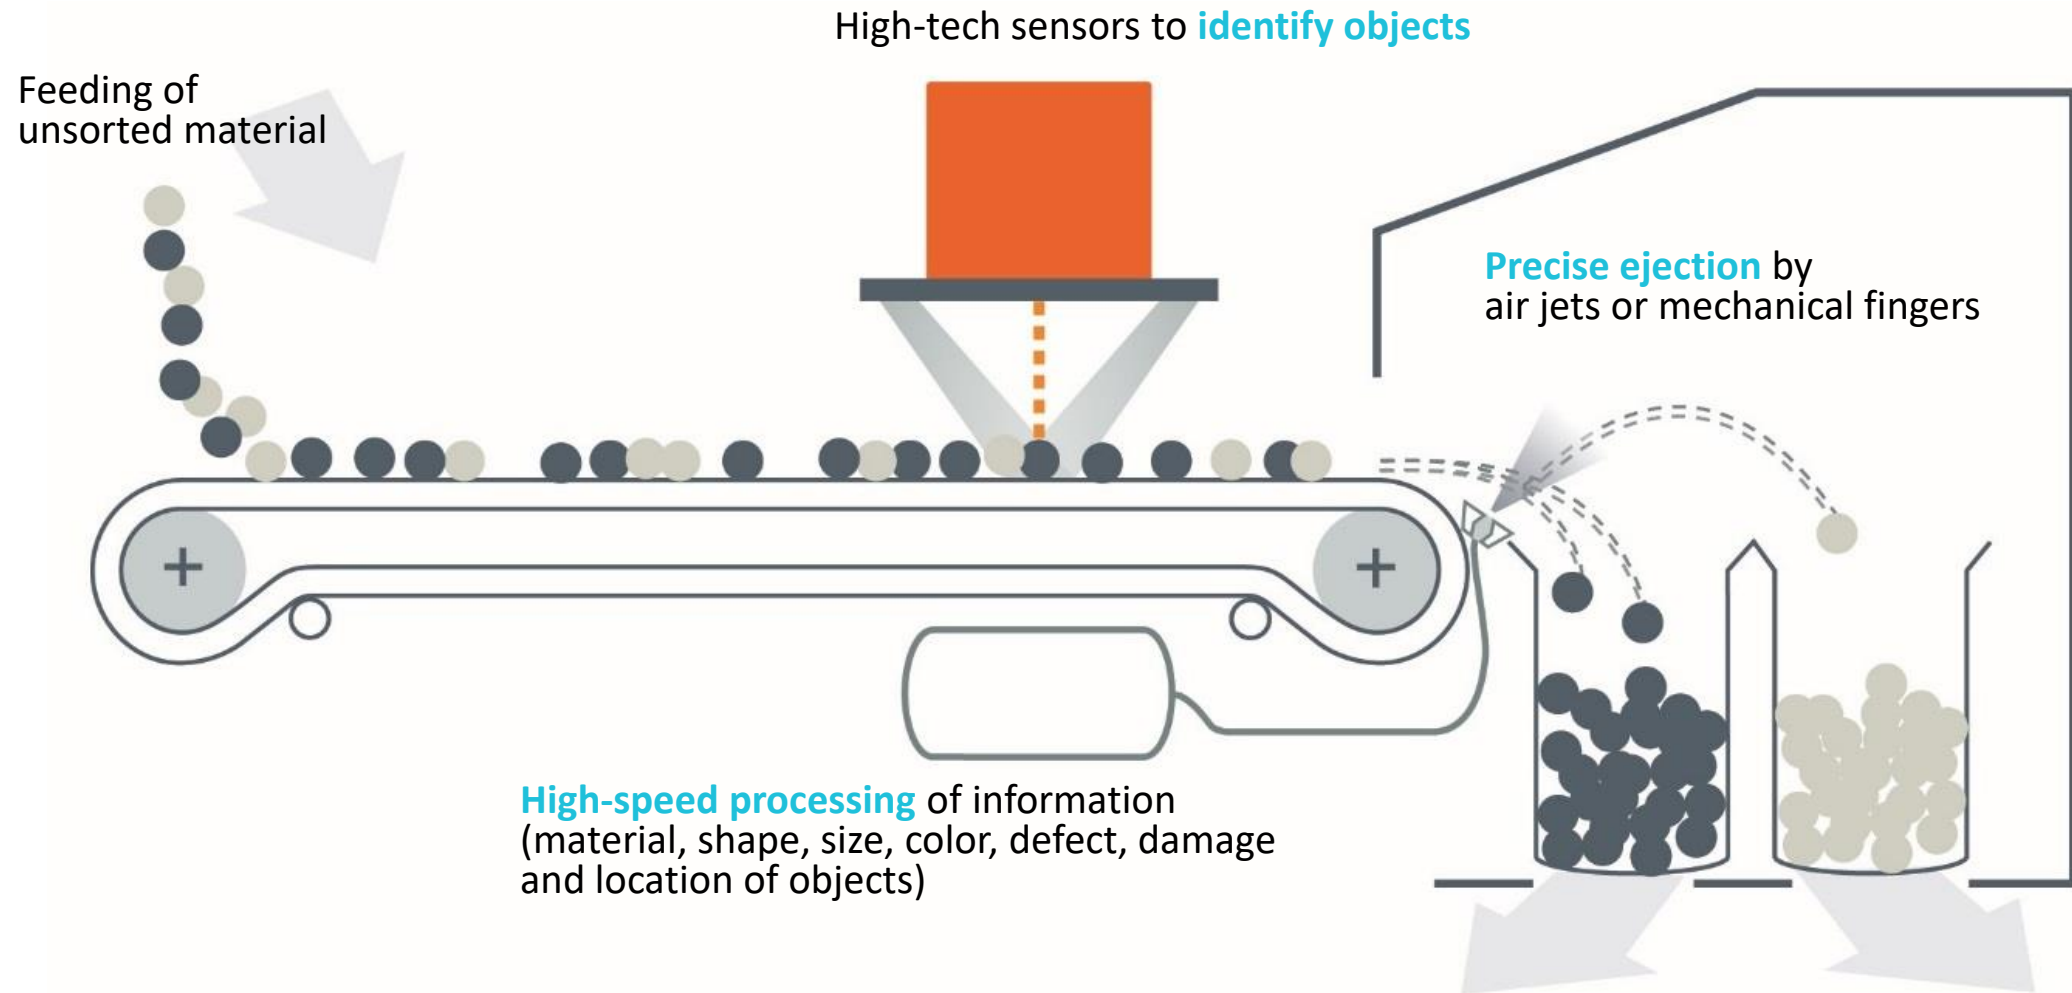 High-tech sensors to identify objects
Feeding of
unsorted material
Precise ejection by
air jets or mechanical fingers
High-speed processing of information
(material, shape, size, color, defect, damage
and location of objects)